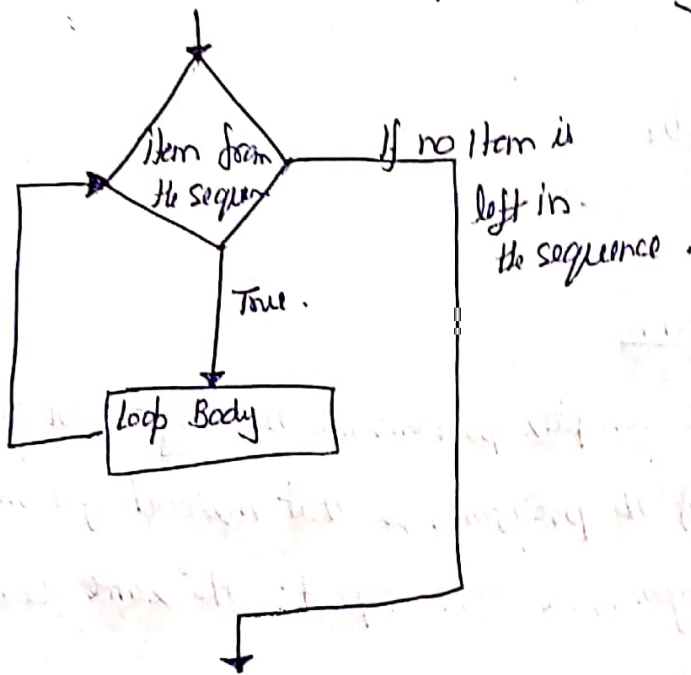 item from
the sequen
If no item is
left in
the sequence.
True.
Loop Body